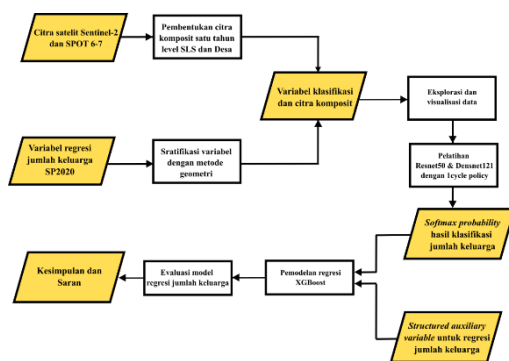 Citra satelit Sentinel-2
dan SPOT 6-7
Pembentukan citra
komposit satu tahun
level SLS dan Desa
Variabel klasifikasi
dan citra komposit
Eksplorasi dan
visualisasi data
Variabel regresi
jumlah keluarga
SP2020
Sratifikasi variabel
dengan metode
geometri
Pelatihan
Resnet50 & Densnet121
dengan 1cycle policy
Softmax probability
hasil klasifikasi
jumlah keluarga
Kesimpulan dan
Saran
Evaluasi model
regresi jumlah keluarga
Pemodelan regresi
XGBoost
Structured auxiliary
variable untuk regresi
jumlah keluarga